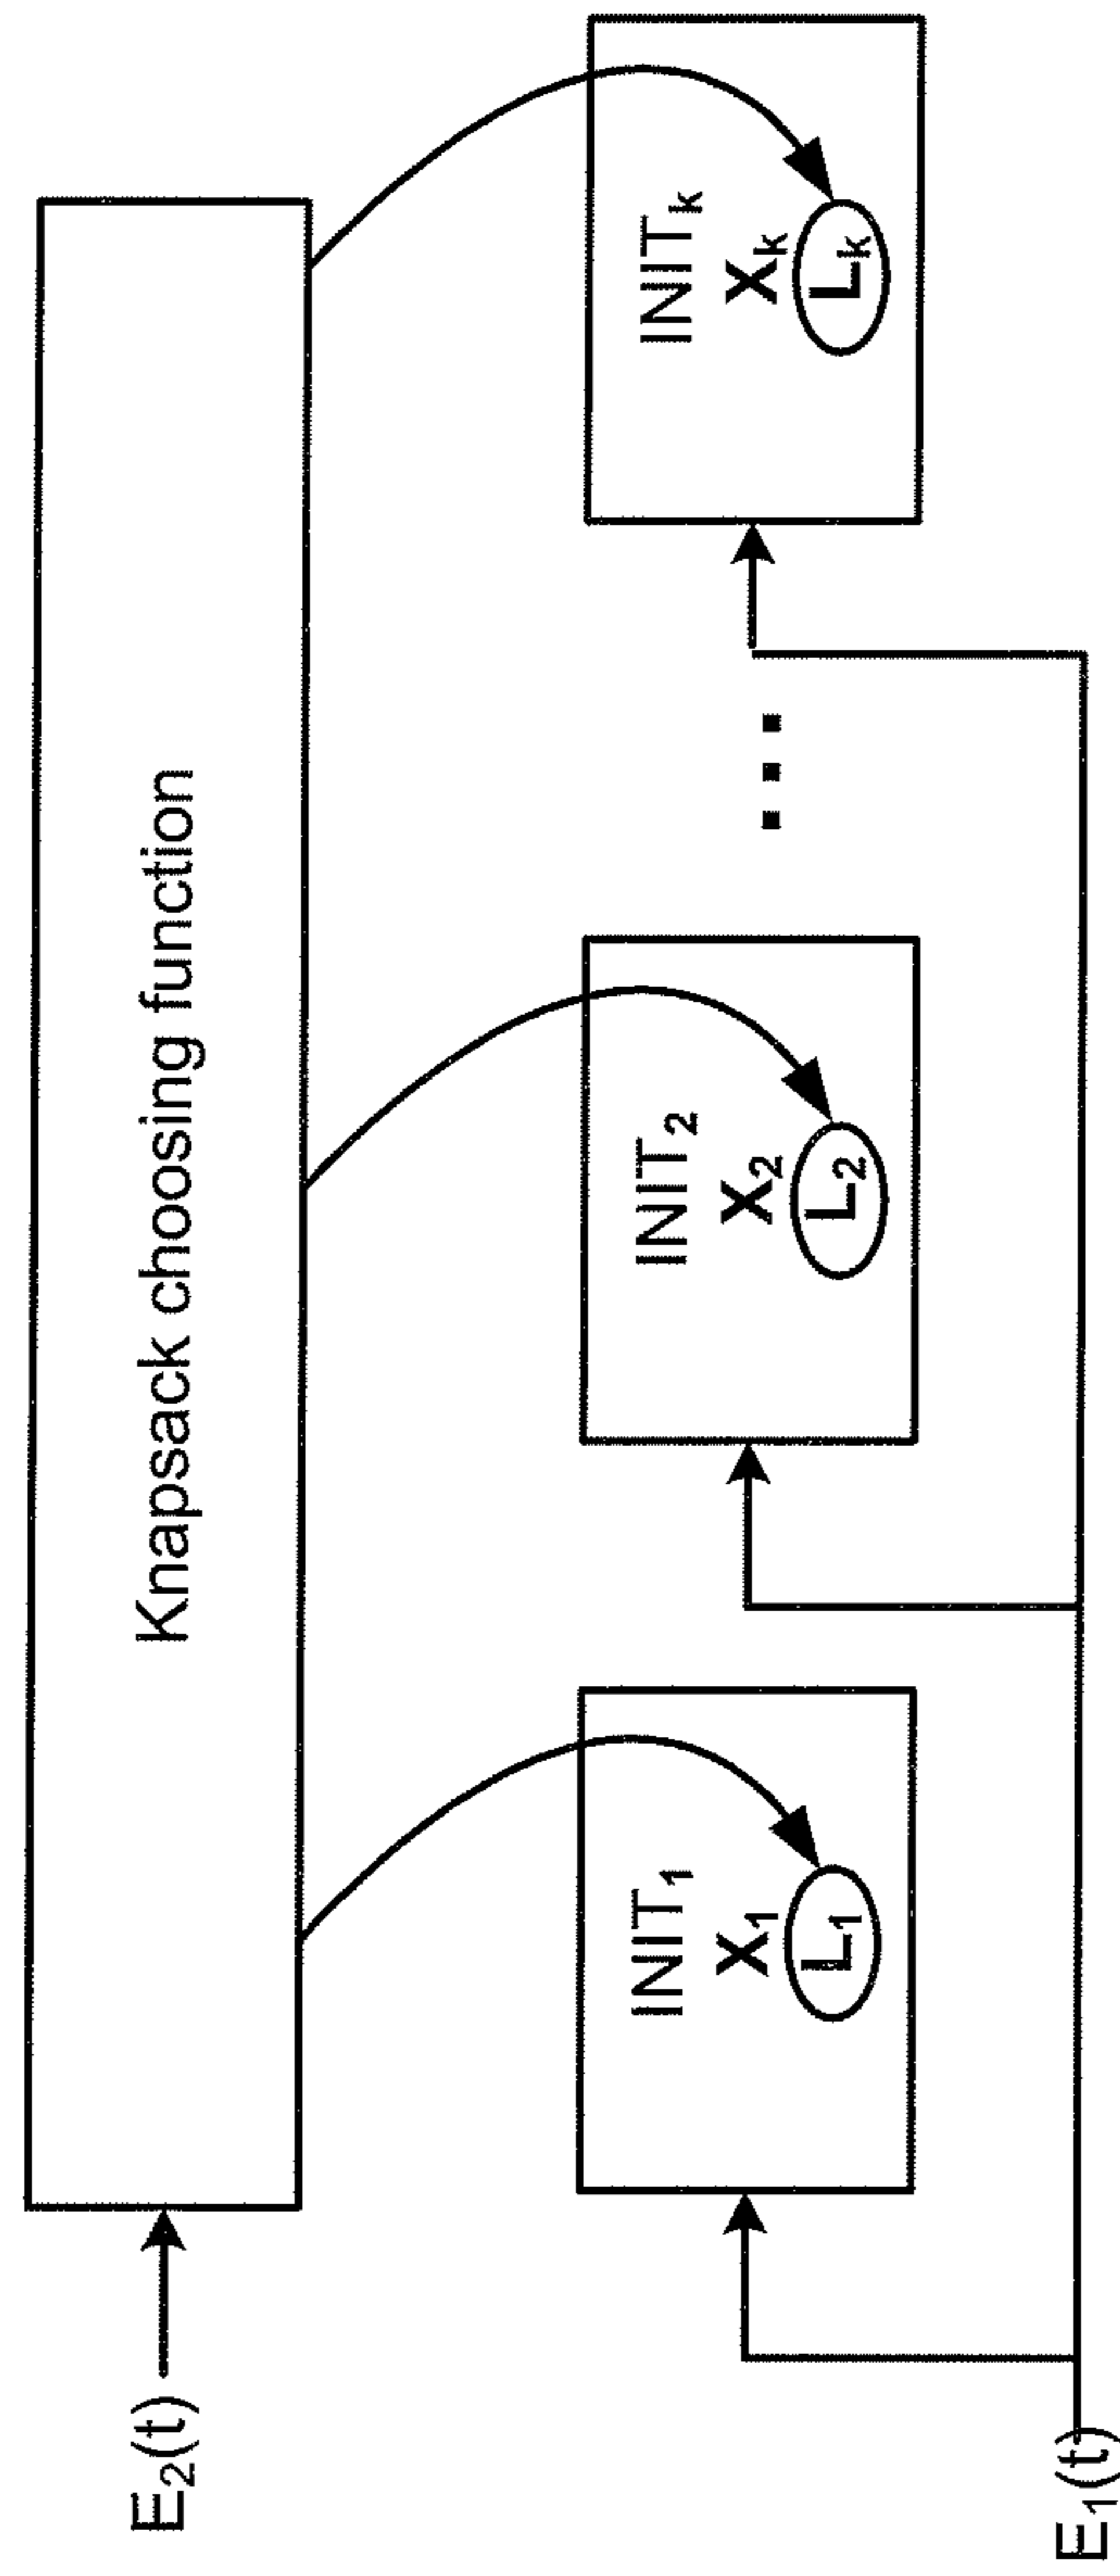 E₂(t)
Knapsack choosing function
INIT₁
X₁
L₁
INIT₂
X₂
L₂
...
INITₖ
Xₖ
Lₖ
E₁(t)